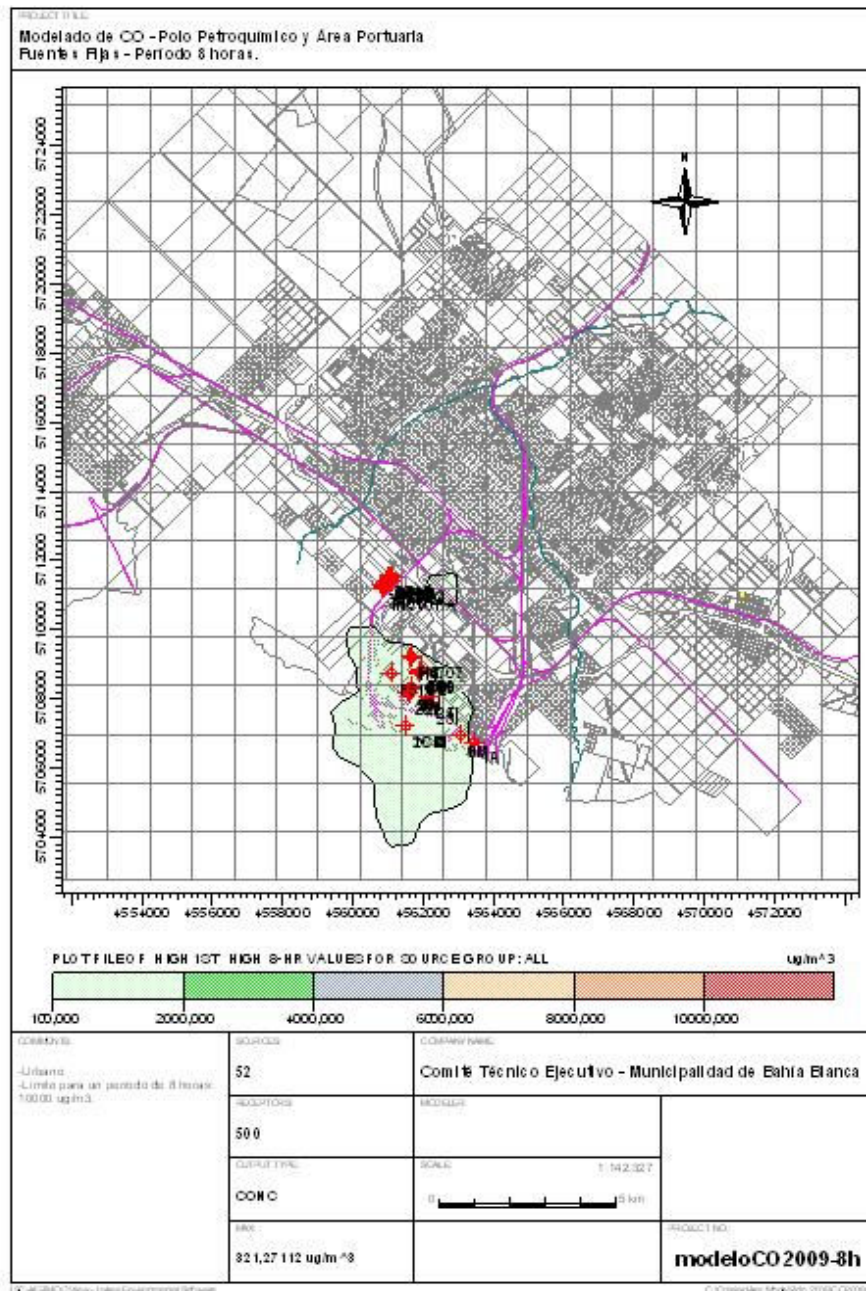 PROJECT TITLE:
Modelado de CO - Polo Petroquímico y Area Portuaria
Fuentes Fijas - Período 8 horas.
N
5724000
5722000
5720000
5718000
5716000
5714000
5712000
5710000
5708000
5706000
5704000
4554000 4556000 4558000 4560000 4562000 4564000 4566000 4568000 4570000 4572000
PLOT FILE OF HIGH 1ST HIGH 8-HR VALUES FOR SOURCE GROUP: ALL ug/m^3
100,000 2000,000 4000,000 6000,000 8000,000 10000,000
COMMENTS:
-Urbano
-Limite para un periodo de 8 horas:
10000 ug/m3.
SOURCES:
52
RECEPTORS:
500
OUTPUT TYPE:
CONC
MAX:
821,27112 ug/m^3
COMPANY NAME:
Comité Técnico Ejecutivo - Municipalidad de Bahía Blanca
MODELER:
SCALE: 1:142.327
0 5 km
PROJECT NO.:
modeloCO2009-8h